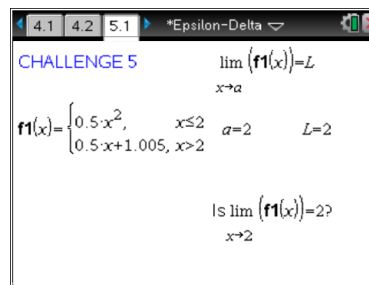 4.1 4.2 5.1 *Epsilon-Delta
CHALLENGE 5
lim (f1(x))=L
x→a
f1(x)={0.5·x², x≤2
0.5·x+1.005, x>2
a=2 L=2
Is lim (f1(x))=2?
x→2